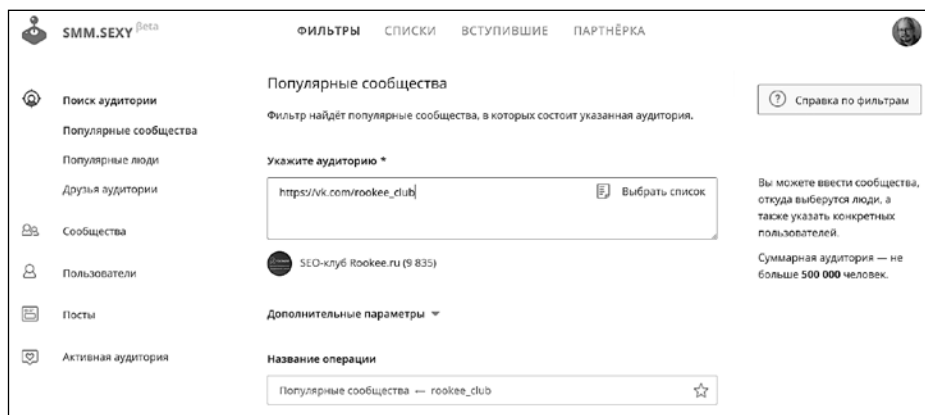 SMM.SEXY βeta
ФИЛЬТРЫ СПИСКИ ВСТУПИВШИЕ ПАРТНЁРКА
Поиск аудитории
Популярные сообщества
Популярные люди
Друзья аудитории
Сообщества
Пользователи
Посты
Активная аудитория
Популярные сообщества
Фильтр найдёт популярные сообщества, в которых состоит указанная аудитория.
Укажите аудиторию *
https://vk.com/rookee_club
Выбрать список
SEO-клуб Rookee.ru (9 835)
Дополнительные параметры
Название операции
Популярные сообщества — rookee_club
? Справка по фильтрам
Вы можете ввести сообщества,
откуда выберутся люди, а
также указать конкретных
пользователей.
Суммарная аудитория — не
больше 500 000 человек.